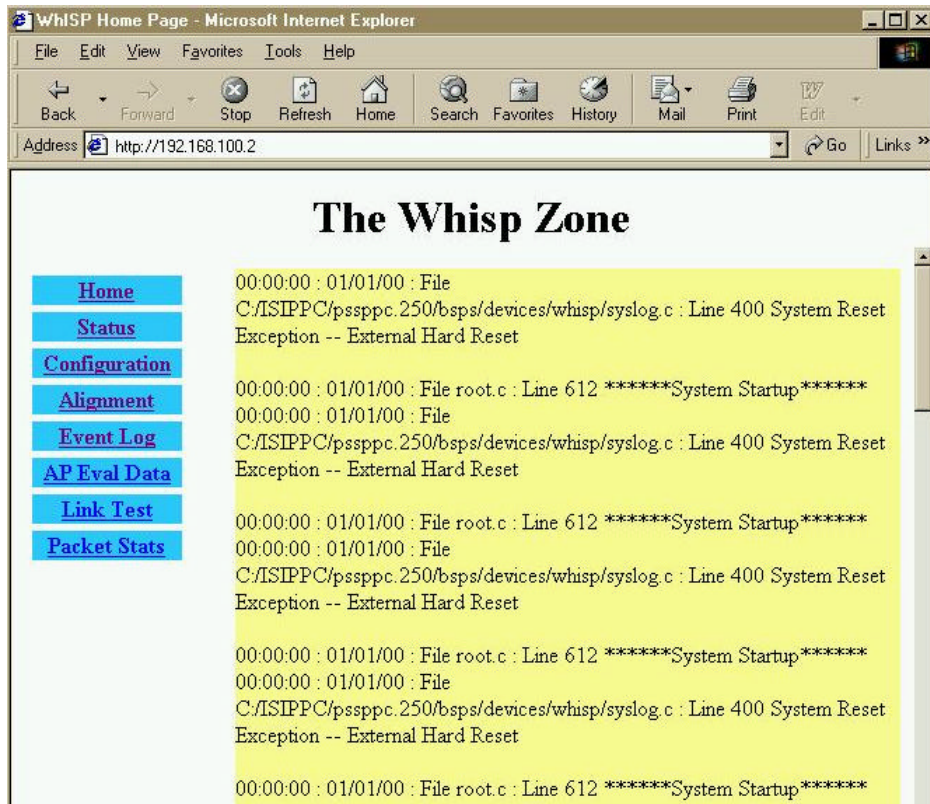 WhISP Home Page - Microsoft Internet Explorer
File Edit View Favorites Tools Help
Back Forward Stop Refresh Home Search Favorites History Mail Print Edit
Address http://192.168.100.2 Go Links »
The Whisp Zone
Home
Status
Configuration
Alignment
Event Log
AP Eval Data
Link Test
Packet Stats
00:00:00 : 01/01/00 : File
C:/ISIPPC/pssppc.250/bsps/devices/whisp/syslog.c : Line 400 System Reset
Exception -- External Hard Reset
00:00:00 : 01/01/00 : File root.c : Line 612 ******System Startup******
00:00:00 : 01/01/00 : File
C:/ISIPPC/pssppc.250/bsps/devices/whisp/syslog.c : Line 400 System Reset
Exception -- External Hard Reset
00:00:00 : 01/01/00 : File root.c : Line 612 ******System Startup******
00:00:00 : 01/01/00 : File
C:/ISIPPC/pssppc.250/bsps/devices/whisp/syslog.c : Line 400 System Reset
Exception -- External Hard Reset
00:00:00 : 01/01/00 : File root.c : Line 612 ******System Startup******
00:00:00 : 01/01/00 : File
C:/ISIPPC/pssppc.250/bsps/devices/whisp/syslog.c : Line 400 System Reset
Exception -- External Hard Reset
00:00:00 : 01/01/00 : File root.c : Line 612 ******System Startup******